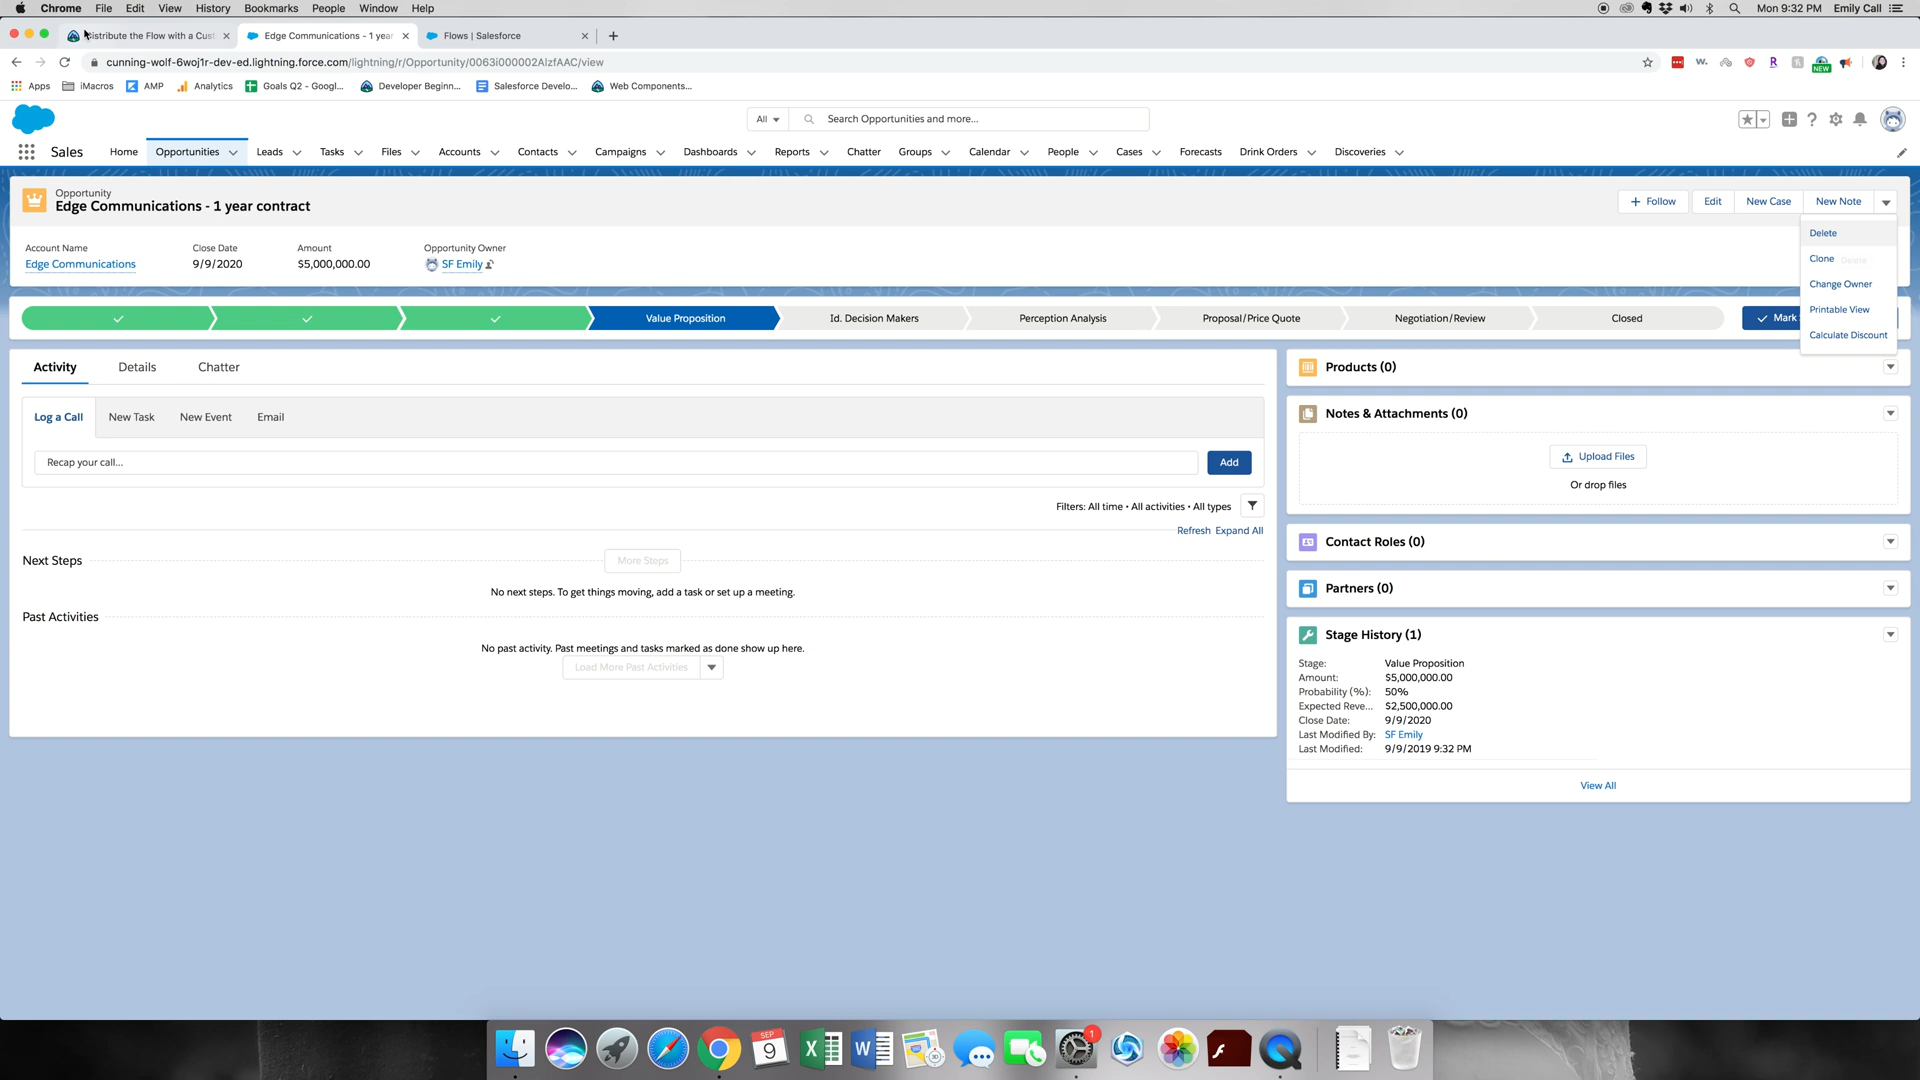 Chrome File Edit View History Bookmarks People Window Help
Mon 9:32 PM Emily Call
istribute the Flow with a Cust
Edge Communications - 1 year
Flows | Salesforce
cunning-wolf-6woj1r-dev-ed.lightning.force.com/lightning/r/Opportunity/0063i000002AlzfAAC/view
NEW
Apps iMacros AMP Analytics Goals Q2 - Googl... Developer Beginn... Salesforce Develo... Web Components...
All Search Opportunities and more...
Sales Home Opportunities Leads Tasks Files Accounts Contacts Campaigns Dashboards Reports Chatter Groups Calendar People Cases Forecasts Drink Orders Discoveries
Opportunity
Edge Communications - 1 year contract
+ Follow Edit New Case New Note
Account Name Close Date Amount Opportunity Owner
Edge Communications 9/9/2020 $5,000,000.00 SF Emily
Delete
Clone Delete
Change Owner
Printable View
Calculate Discount
Value Proposition Id. Decision Makers Perception Analysis Proposal/Price Quote Negotiation/Review Closed Mark
Activity Details Chatter
Log a Call New Task New Event Email
Recap your call... Add
Filters: All time • All activities • All types
Refresh Expand All
Next Steps More Steps
No next steps. To get things moving, add a task or set up a meeting.
Past Activities
No past activity. Past meetings and tasks marked as done show up here.
Load More Past Activities
Products (0)
Notes & Attachments (0)
Upload Files
Or drop files
Contact Roles (0)
Partners (0)
Stage History (1)
Stage: Value Proposition
Amount: $5,000,000.00
Probability (%): 50%
Expected Reve... $2,500,000.00
Close Date: 9/9/2020
Last Modified By: SF Emily
Last Modified: 9/9/2019 9:32 PM
View All
SEP
9
1